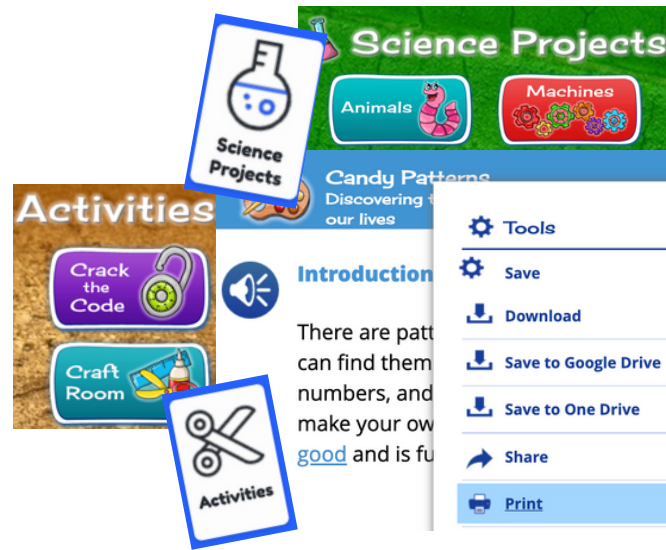 Science Projects
Animals
Machines
Science
Projects
Candy Patterns
Discovering
our lives
Activities
Crack
the
Code
Craft
Room
Activities
Introduction
There are patt
can find them
numbers, and
make your ow
good and is fu
Tools
Save
Download
Save to Google Drive
Save to One Drive
Share
Print